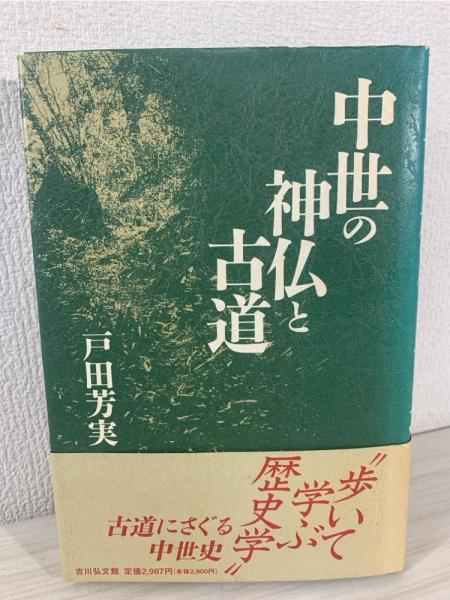 中世の
神仏と
古道
戸田芳実
〝歩いて
学ぶ
歴史学〟
古道にさぐる
中世史
吉川弘文館 定価2,987円(本体2,900円)